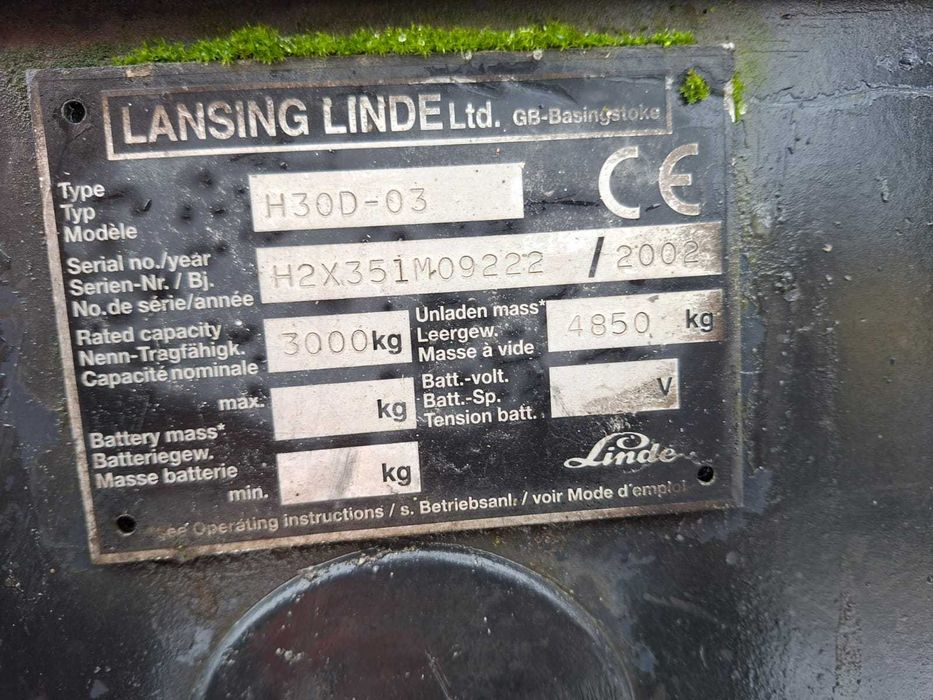 LANSING LINDE Ltd. GB-Basingstoke
CE
Type
Typ
Modèle
H30D-03
Serial no./year
Serien-Nr. / Bj.
No.de série/année
H2X351M09222 / 2002
Rated capacity
Nenn-Tragfähigk.
Capacité nominale
3000kg
Unladen mass*
Leergew.
Masse à vide
4850 kg
max. kg
Batt.-volt.
Batt.-Sp.
Tension batt.
V
Battery mass*
Batteriegew.
Masse batterie
min. kg
Linde
see Operating instructions / s. Betriebsanl. / voir Mode d'emploi